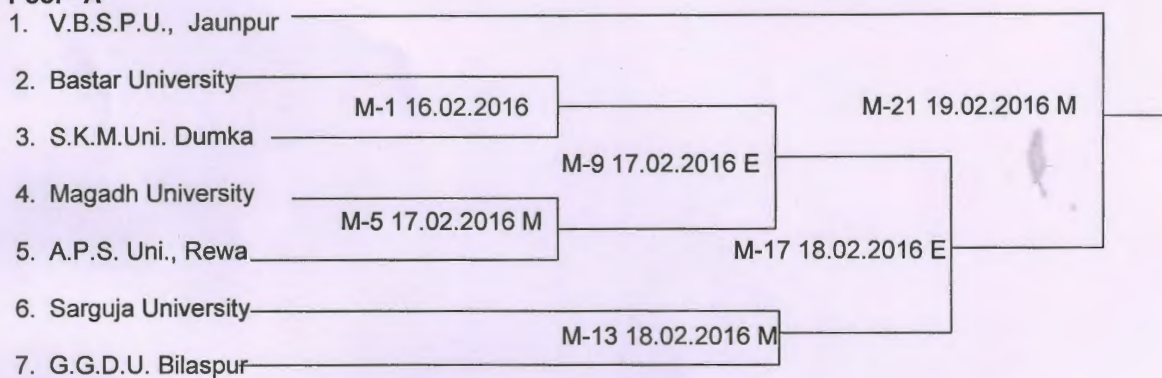 Pool - A
1. V.B.S.P.U., Jaunpur
2. Bastar University
M-1 16.02.2016
M-21 19.02.2016 M
3. S.K.M.Uni. Dumka
M-9 17.02.2016 E
4. Magadh University
M-5 17.02.2016 M
5. A.P.S. Uni., Rewa
M-17 18.02.2016 E
6. Sarguja University
M-13 18.02.2016 M
7. G.G.D.U. Bilaspur